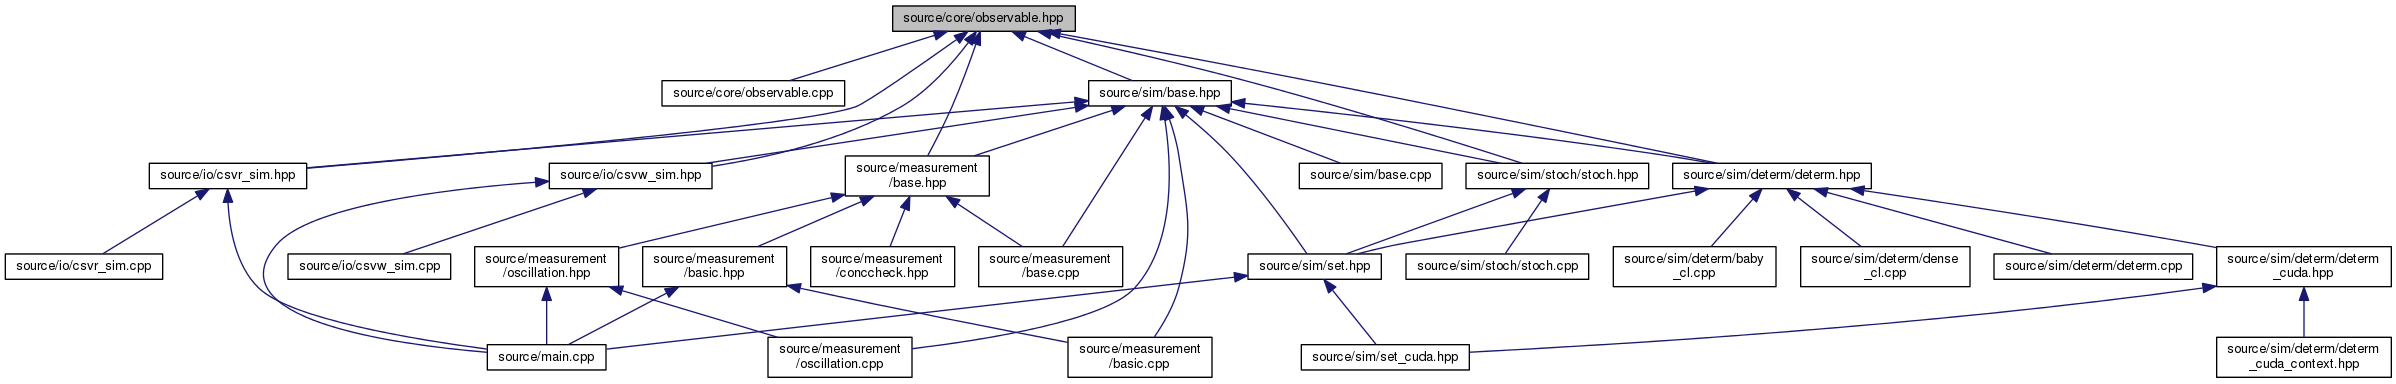 source/core/observable.hpp
source/core/observable.cpp
source/sim/base.hpp
source/io/csvr_sim.hpp
source/io/csvw_sim.hpp
source/measurement
/base.hpp
source/sim/base.cpp
source/sim/stoch/stoch.hpp
source/sim/determ/determ.hpp
source/io/csvr_sim.cpp
source/io/csvw_sim.cpp
source/measurement
/oscillation.hpp
source/measurement
/basic.hpp
source/measurement
/conccheck.hpp
source/measurement
/base.cpp
source/sim/set.hpp
source/sim/stoch/stoch.cpp
source/sim/determ/baby
_cl.cpp
source/sim/determ/dense
_cl.cpp
source/sim/determ/determ.cpp
source/sim/determ/determ
_cuda.hpp
source/main.cpp
source/measurement
/oscillation.cpp
source/measurement
/basic.cpp
source/sim/set_cuda.hpp
source/sim/determ/determ
_cuda_context.hpp